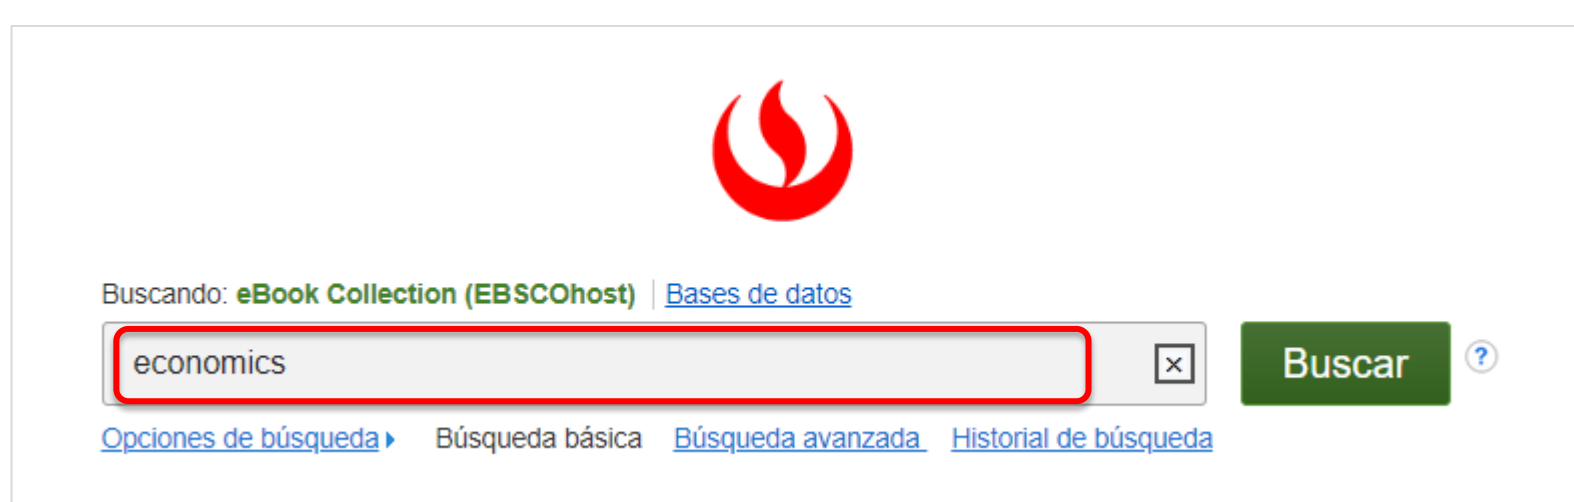 Buscando: eBook Collection (EBSCOhost) Bases de datos
economics Buscar ?
Opciones de búsqueda Búsqueda básica Búsqueda avanzada Historial de búsqueda